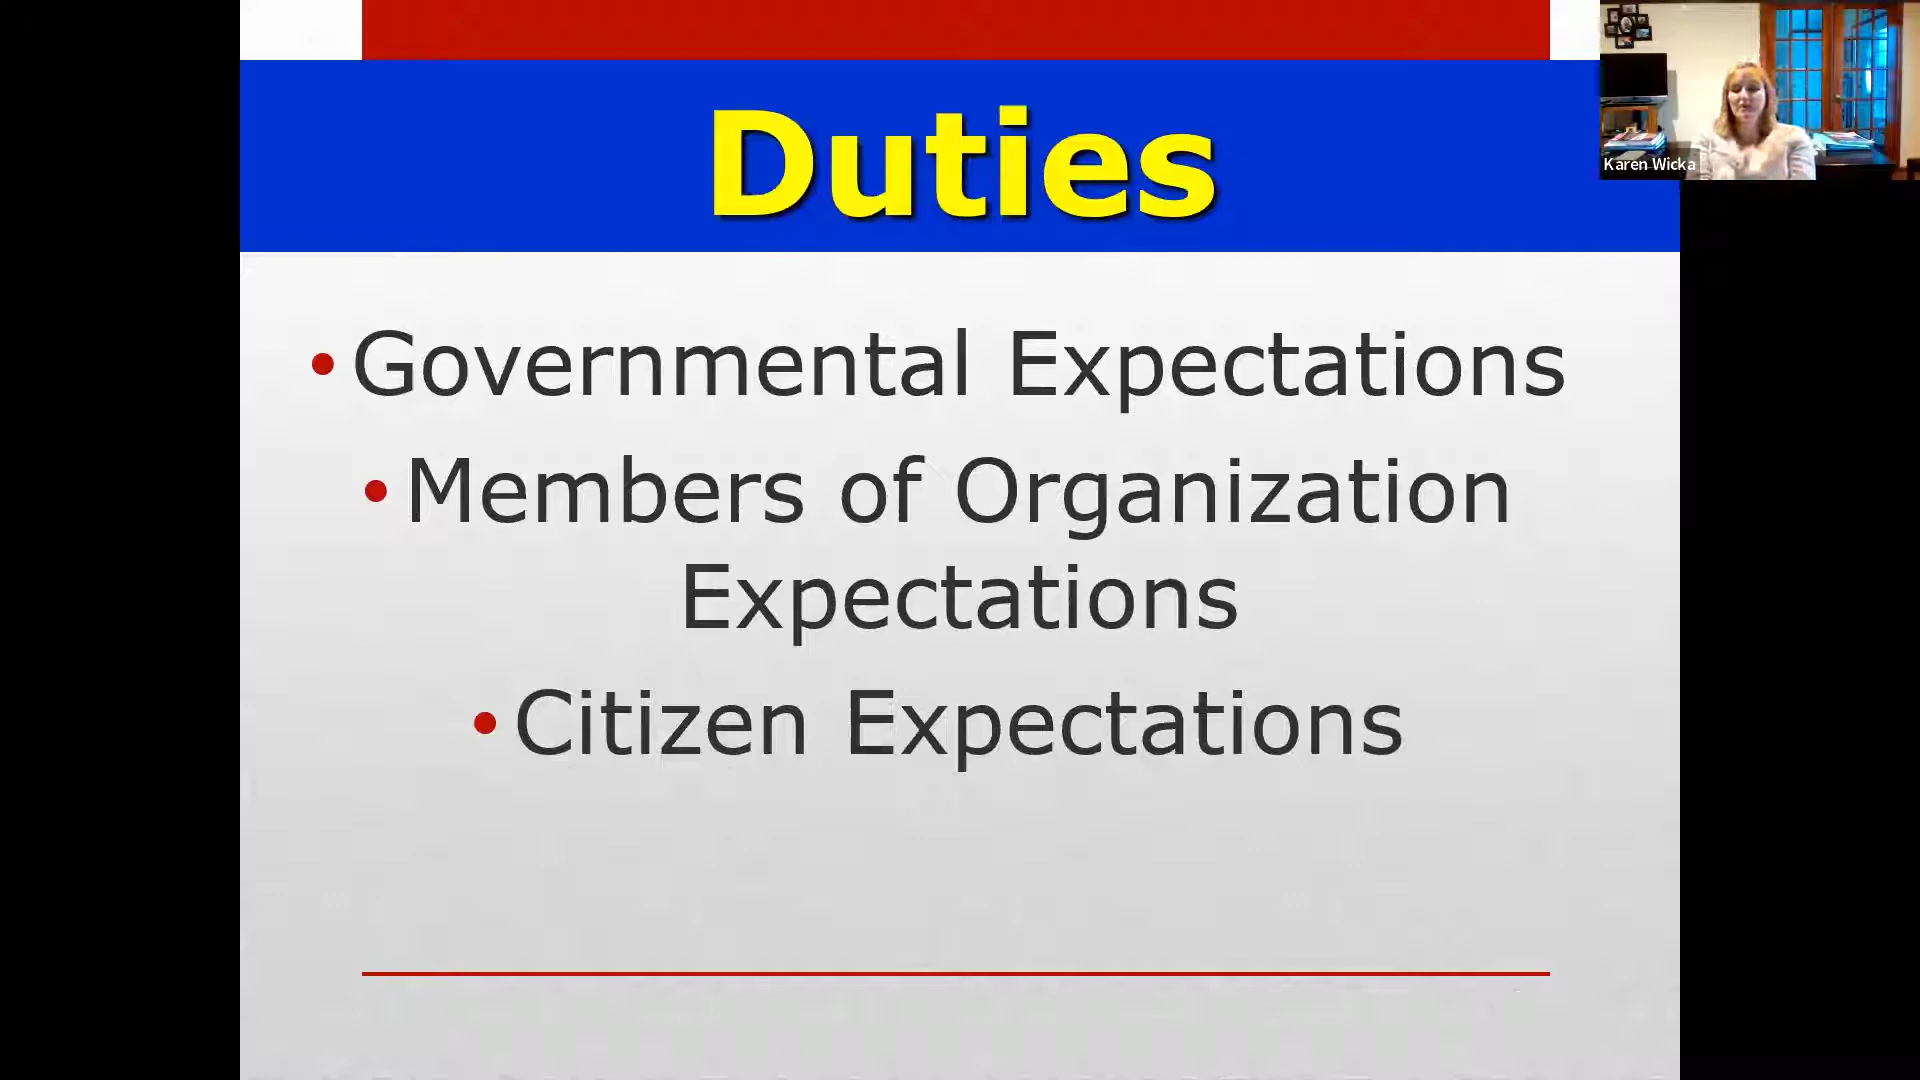 Duties
Karen Wicka
• Governmental Expectations
• Members of Organization
Expectations
• Citizen Expectations